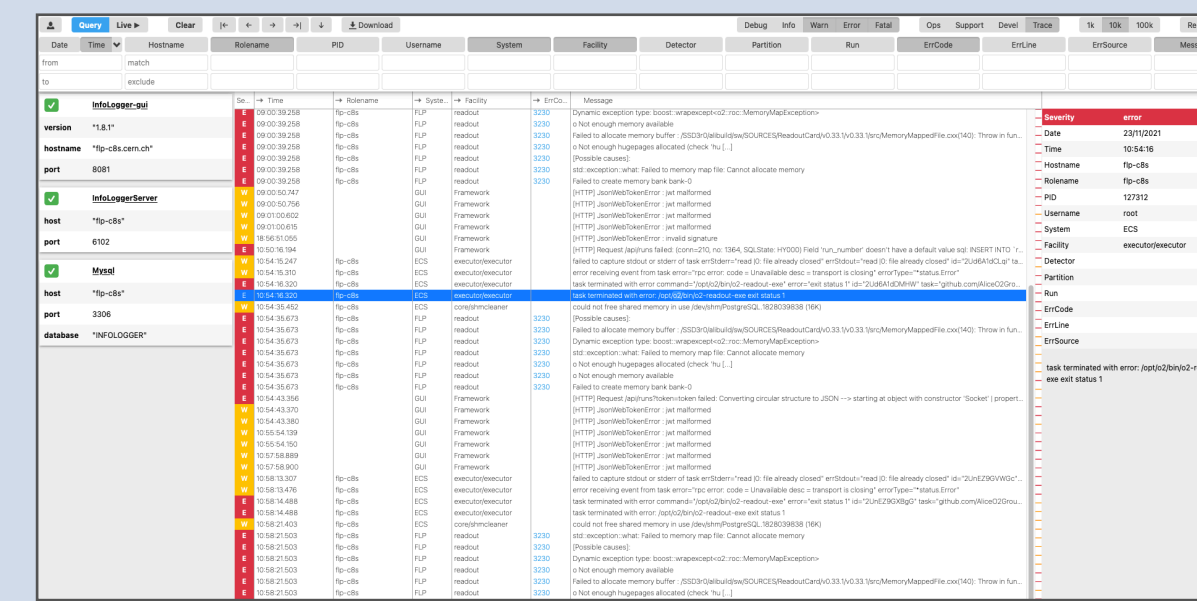 Query Live Clear |← ← → →| ↓ Download Debug Info Warn Error Fatal Ops Support Devel Trace 1k 10k 100k Re
Date Time Hostname Rolename PID Username System Facility Detector Partition Run ErrCode ErrLine ErrSource Mess
from match
to exclude
InfoLogger-gui
version "1.8.1"
hostname "flp-c8s.cern.ch"
port 8081
InfoLoggerServer
host "flp-c8s"
port 6102
Mysql
host "flp-c8s"
port 3306
database "INFOLOGGER"
Se... → Time → Rolename → Syste... → Facility → ErrCo... Message
E 09:00:39.258 flp-c8s FLP readout 3230 Dynamic exception type: boost::wrapexcept<o2::roc::MemoryMapException>
E 09:00:39.258 flp-c8s FLP readout 3230 o Not enough memory available
E 09:00:39.258 flp-c8s FLP readout 3230 Failed to allocate memory buffer : /SSD3r0/alibuild/sw/SOURCES/ReadoutCard/v0.33.1/v0.33.1/src/MemoryMappedFile.cxx(140): Throw in fun...
E 09:00:39.258 flp-c8s FLP readout 3230 o Not enough hugepages allocated (check 'hu [...]
E 09:00:39.258 flp-c8s FLP readout 3230 [Possible causes]:
E 09:00:39.258 flp-c8s FLP readout 3230 std::exception::what: Failed to memory map file: Cannot allocate memory
E 09:00:39.258 flp-c8s FLP readout 3230 Failed to create memory bank bank-0
W 09:00:50.747 GUI Framework [HTTP] JsonWebTokenError : jwt malformed
W 09:00:50.756 GUI Framework [HTTP] JsonWebTokenError : jwt malformed
W 09:01:00.602 GUI Framework [HTTP] JsonWebTokenError : jwt malformed
W 09:01:00.615 GUI Framework [HTTP] JsonWebTokenError : jwt malformed
W 18:56:51.055 GUI Framework [HTTP] JsonWebTokenError : invalid signature
E 10:50:16.194 GUI Framework [HTTP] Request /api/runs failed: (conn=210, no: 1364, SQLState: HY000) Field 'run_number' doesn't have a default value sql: INSERT INTO `r...
W 10:54:15.247 flp-c8s ECS executor/executor failed to capture stdout or stderr of task errStderr="read |0: file already closed" errStdout="read |0: file already closed" id="2Ud6A1dCLqi" ta...
W 10:54:15.310 flp-c8s ECS executor/executor error receiving event from task error="rpc error: code = Unavailable desc = transport is closing" errorType="*status.Error"
E 10:54:16.320 flp-c8s ECS executor/executor task terminated with error command="/opt/o2/bin/o2-readout-exe" error="exit status 1" id="2Ud6A1dDMHW" task="github.com/AliceO2Gro...
E 10:54:16.320 flp-c8s ECS executor/executor task terminated with error: /opt/o2/bin/o2-readout-exe exit status 1
W 10:54:35.452 flp-c8s ECS core/shmcleaner could not free shared memory in use /dev/shm/PostgreSQL.1828039838 (16K)
E 10:54:35.673 flp-c8s FLP readout 3230 [Possible causes]:
E 10:54:35.673 flp-c8s FLP readout 3230 Failed to allocate memory buffer : /SSD3r0/alibuild/sw/SOURCES/ReadoutCard/v0.33.1/v0.33.1/src/MemoryMappedFile.cxx(140): Throw in fun...
E 10:54:35.673 flp-c8s FLP readout 3230 Dynamic exception type: boost::wrapexcept<o2::roc::MemoryMapException>
E 10:54:35.673 flp-c8s FLP readout 3230 std::exception::what: Failed to memory map file: Cannot allocate memory
E 10:54:35.673 flp-c8s FLP readout 3230 o Not enough hugepages allocated (check 'hu [...]
E 10:54:35.673 flp-c8s FLP readout 3230 o Not enough memory available
E 10:54:35.673 flp-c8s FLP readout 3230 Failed to create memory bank bank-0
E 10:54:43.356 GUI Framework [HTTP] Request /api/runs?token=token failed: Converting circular structure to JSON --> starting at object with constructor 'Socket' | propert...
W 10:54:43.370 GUI Framework [HTTP] JsonWebTokenError : jwt malformed
W 10:54:43.380 GUI Framework [HTTP] JsonWebTokenError : jwt malformed
W 10:55:54.139 GUI Framework [HTTP] JsonWebTokenError : jwt malformed
W 10:55:54.150 GUI Framework [HTTP] JsonWebTokenError : jwt malformed
W 10:57:58.889 GUI Framework [HTTP] JsonWebTokenError : jwt malformed
W 10:57:58.900 GUI Framework [HTTP] JsonWebTokenError : jwt malformed
W 10:58:13.307 flp-c8s ECS executor/executor failed to capture stdout or stderr of task errStderr="read |0: file already closed" errStdout="read |0: file already closed" id="2UnEZ9GVWGc"...
W 10:58:13.476 flp-c8s ECS executor/executor error receiving event from task error="rpc error: code = Unavailable desc = transport is closing" errorType="*status.Error"
E 10:58:14.488 flp-c8s ECS executor/executor task terminated with error command="/opt/o2/bin/o2-readout-exe" error="exit status 1" id="2UnEZ9GX8gG" task="github.com/AliceO2Grou...
E 10:58:14.488 flp-c8s ECS executor/executor task terminated with error: /opt/o2/bin/o2-readout-exe exit status 1
W 10:58:21.403 flp-c8s ECS core/shmcleaner could not free shared memory in use /dev/shm/PostgreSQL.1828039838 (16K)
E 10:58:21.503 flp-c8s FLP readout 3230 std::exception::what: Failed to memory map file: Cannot allocate memory
E 10:58:21.503 flp-c8s FLP readout 3230 [Possible causes]:
E 10:58:21.503 flp-c8s FLP readout 3230 Dynamic exception type: boost::wrapexcept<o2::roc::MemoryMapException>
E 10:58:21.503 flp-c8s FLP readout 3230 o Not enough memory available
E 10:58:21.503 flp-c8s FLP readout 3230 Failed to allocate memory buffer : /SSD3r0/alibuild/sw/SOURCES/ReadoutCard/v0.33.1/v0.33.1/src/MemoryMappedFile.cxx(140): Throw in fun...
E 10:58:21.503 flp-c8s FLP readout 3230 o Not enough hugepages allocated (check 'hu [...]
Severity error
Date 23/11/2021
Time 10:54:16
Hostname flp-c8s
Rolename flp-c8s
PID 127312
Username root
System ECS
Facility executor/executor
Detector
Partition
Run
ErrCode
ErrLine
ErrSource
task terminated with error: /opt/o2/bin/o2-r
exe exit status 1